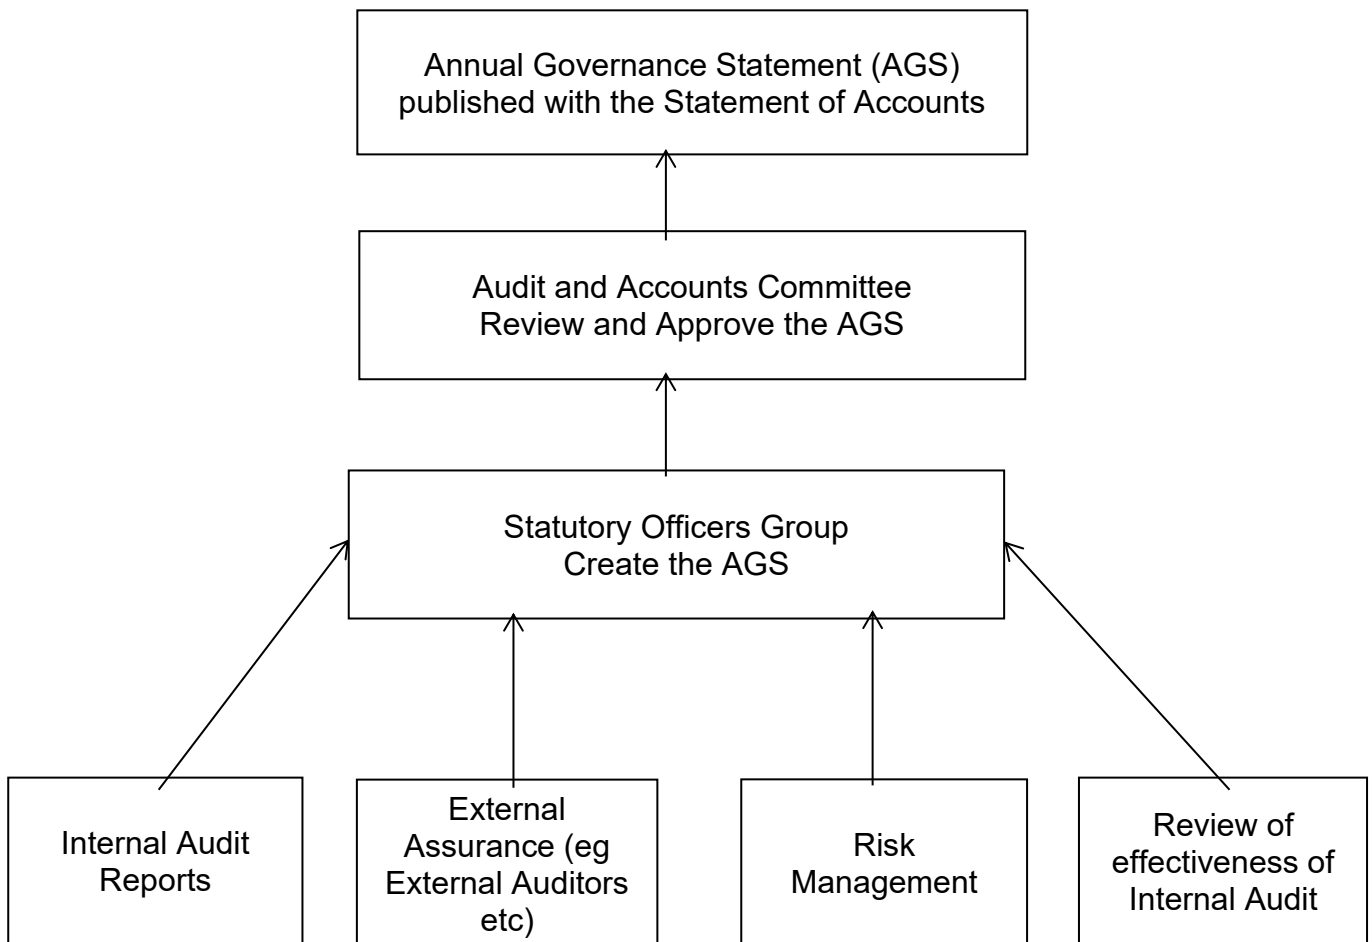 Annual Governance Statement (AGS)
published with the Statement of Accounts
Audit and Accounts Committee
Review and Approve the AGS
Statutory Officers Group
Create the AGS
Internal Audit
Reports
External
Assurance (eg
External Auditors
etc)
Risk
Management
Review of
effectiveness of
Internal Audit